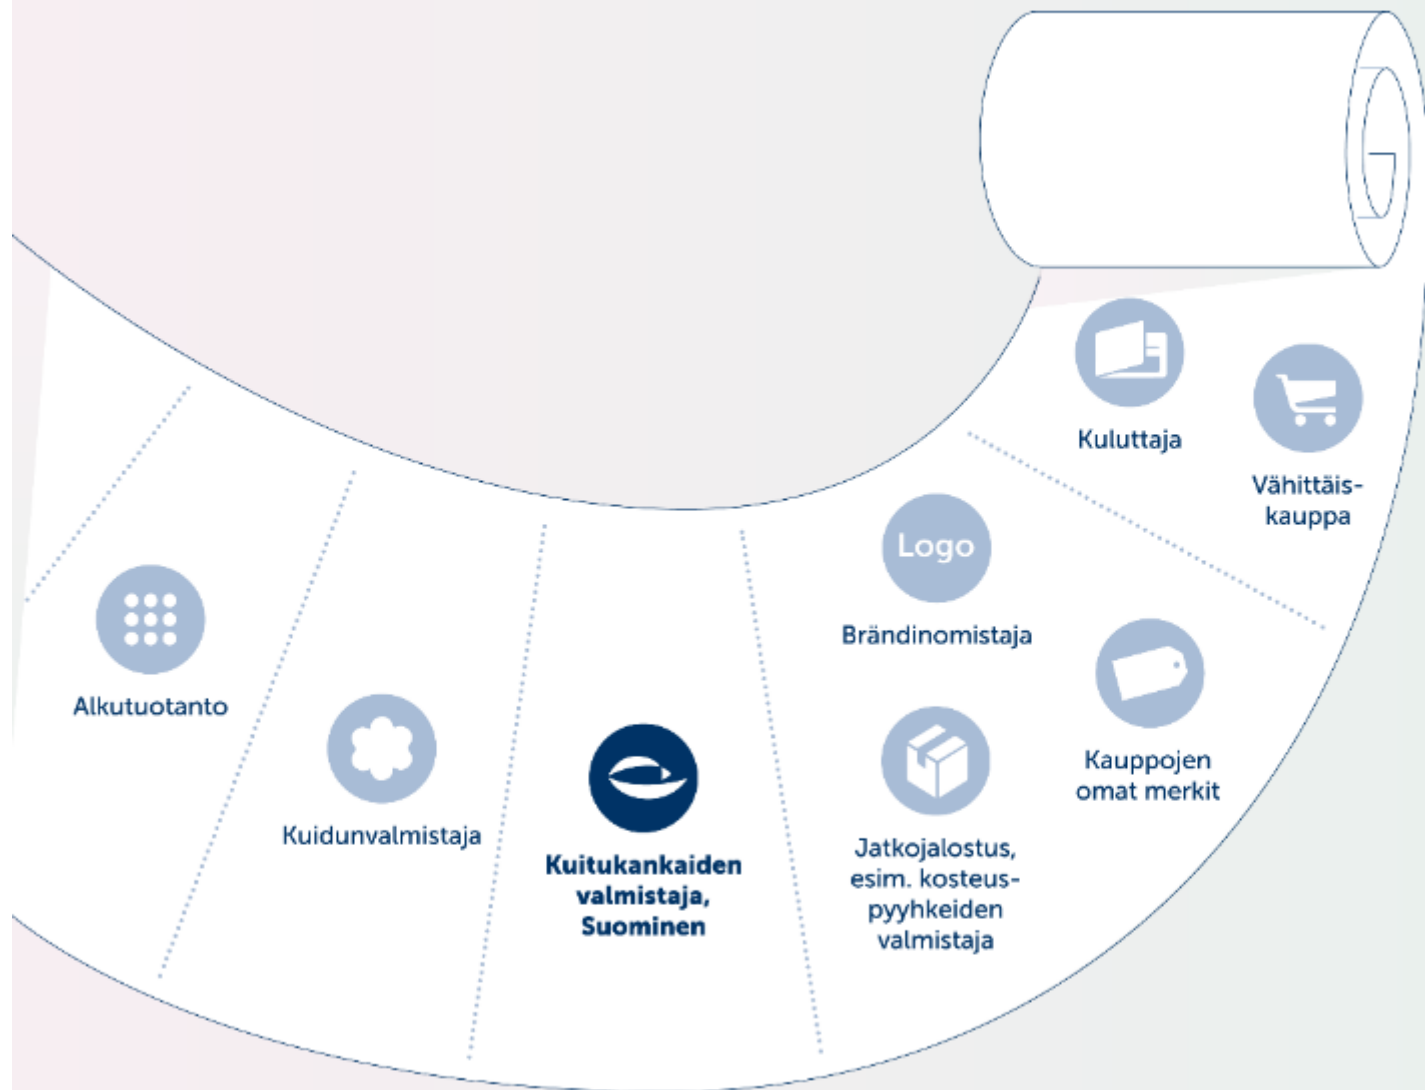 Alkutuotanto
Kuidunvalmistaja
Kuitukankaiden
valmistaja,
Suominen
Logo
Brändinomistaja
Jatkojalostus,
esim. kosteus-
pyyhkeiden
valmistaja
Kauppojen
omat merkit
Kuluttaja
Vähittäis-
kauppa